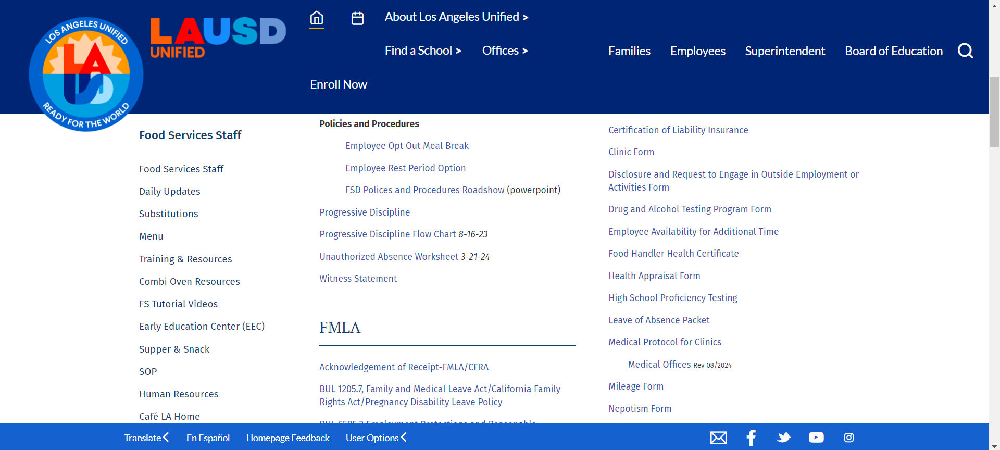 LOS ANGELES UNIFIED
LA
USD
READY FOR THE WORLD
LAUSD
UNIFIED
About Los Angeles Unified >
Find a School >
Offices >
Families
Employees
Superintendent
Board of Education
Enroll Now
Food Services Staff
Food Services Staff
Daily Updates
Substitutions
Menu
Training & Resources
Combi Oven Resources
FS Tutorial Videos
Early Education Center (EEC)
Supper & Snack
SOP
Human Resources
Café LA Home
Policies and Procedures
Employee Opt Out Meal Break
Employee Rest Period Option
FSD Polices and Procedures Roadshow (powerpoint)
Progressive Discipline
Progressive Discipline Flow Chart 8-16-23
Unauthorized Absence Worksheet 3-21-24
Witness Statement
FMLA
Acknowledgement of Receipt-FMLA/CFRA
BUL 1205.7, Family and Medical Leave Act/California Family
Rights Act/Pregnancy Disability Leave Policy
Certification of Liability Insurance
Clinic Form
Disclosure and Request to Engage in Outside Employment or
Activities Form
Drug and Alcohol Testing Program Form
Employee Availability for Additional Time
Food Handler Health Certificate
Health Appraisal Form
High School Proficiency Testing
Leave of Absence Packet
Medical Protocol for Clinics
Medical Offices Rev 08/2024
Mileage Form
Nepotism Form
Translate
En Español
Homepage Feedback
User Options